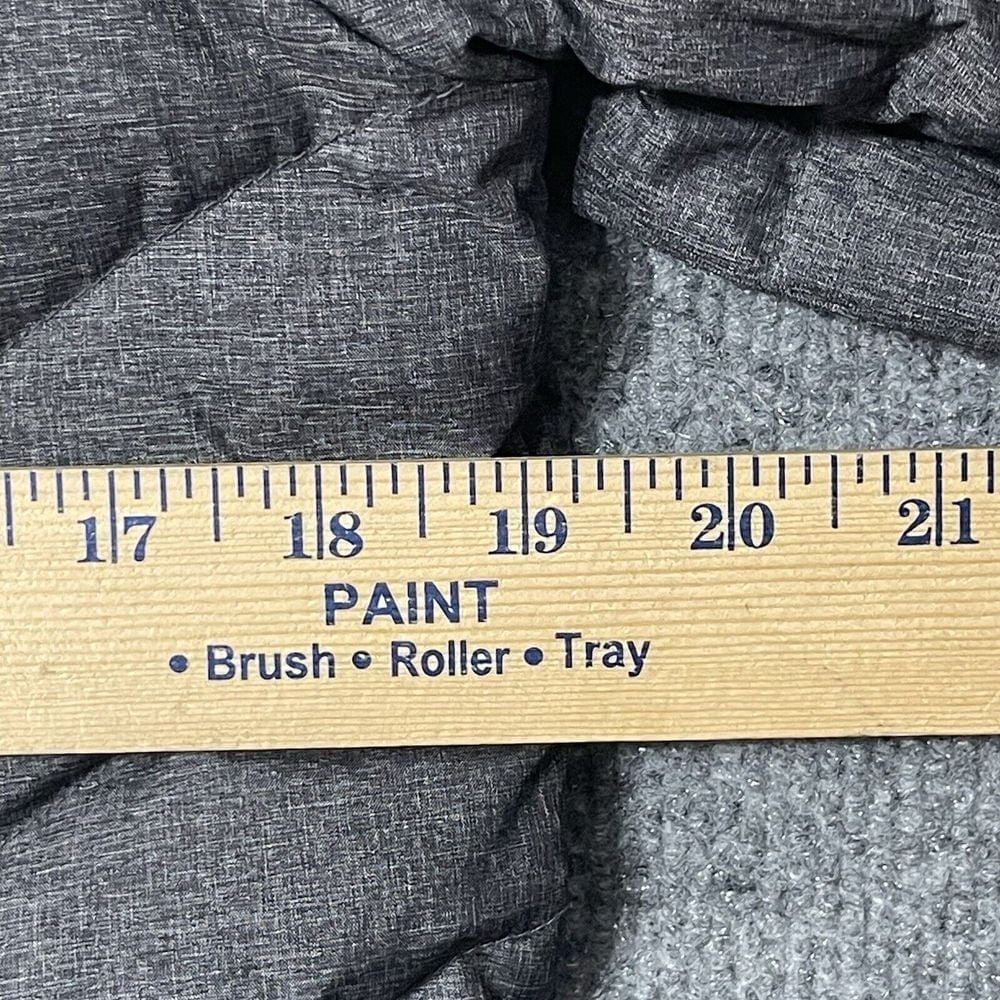 17 18 19 20 21
PAINT
• Brush • Roller • Tray